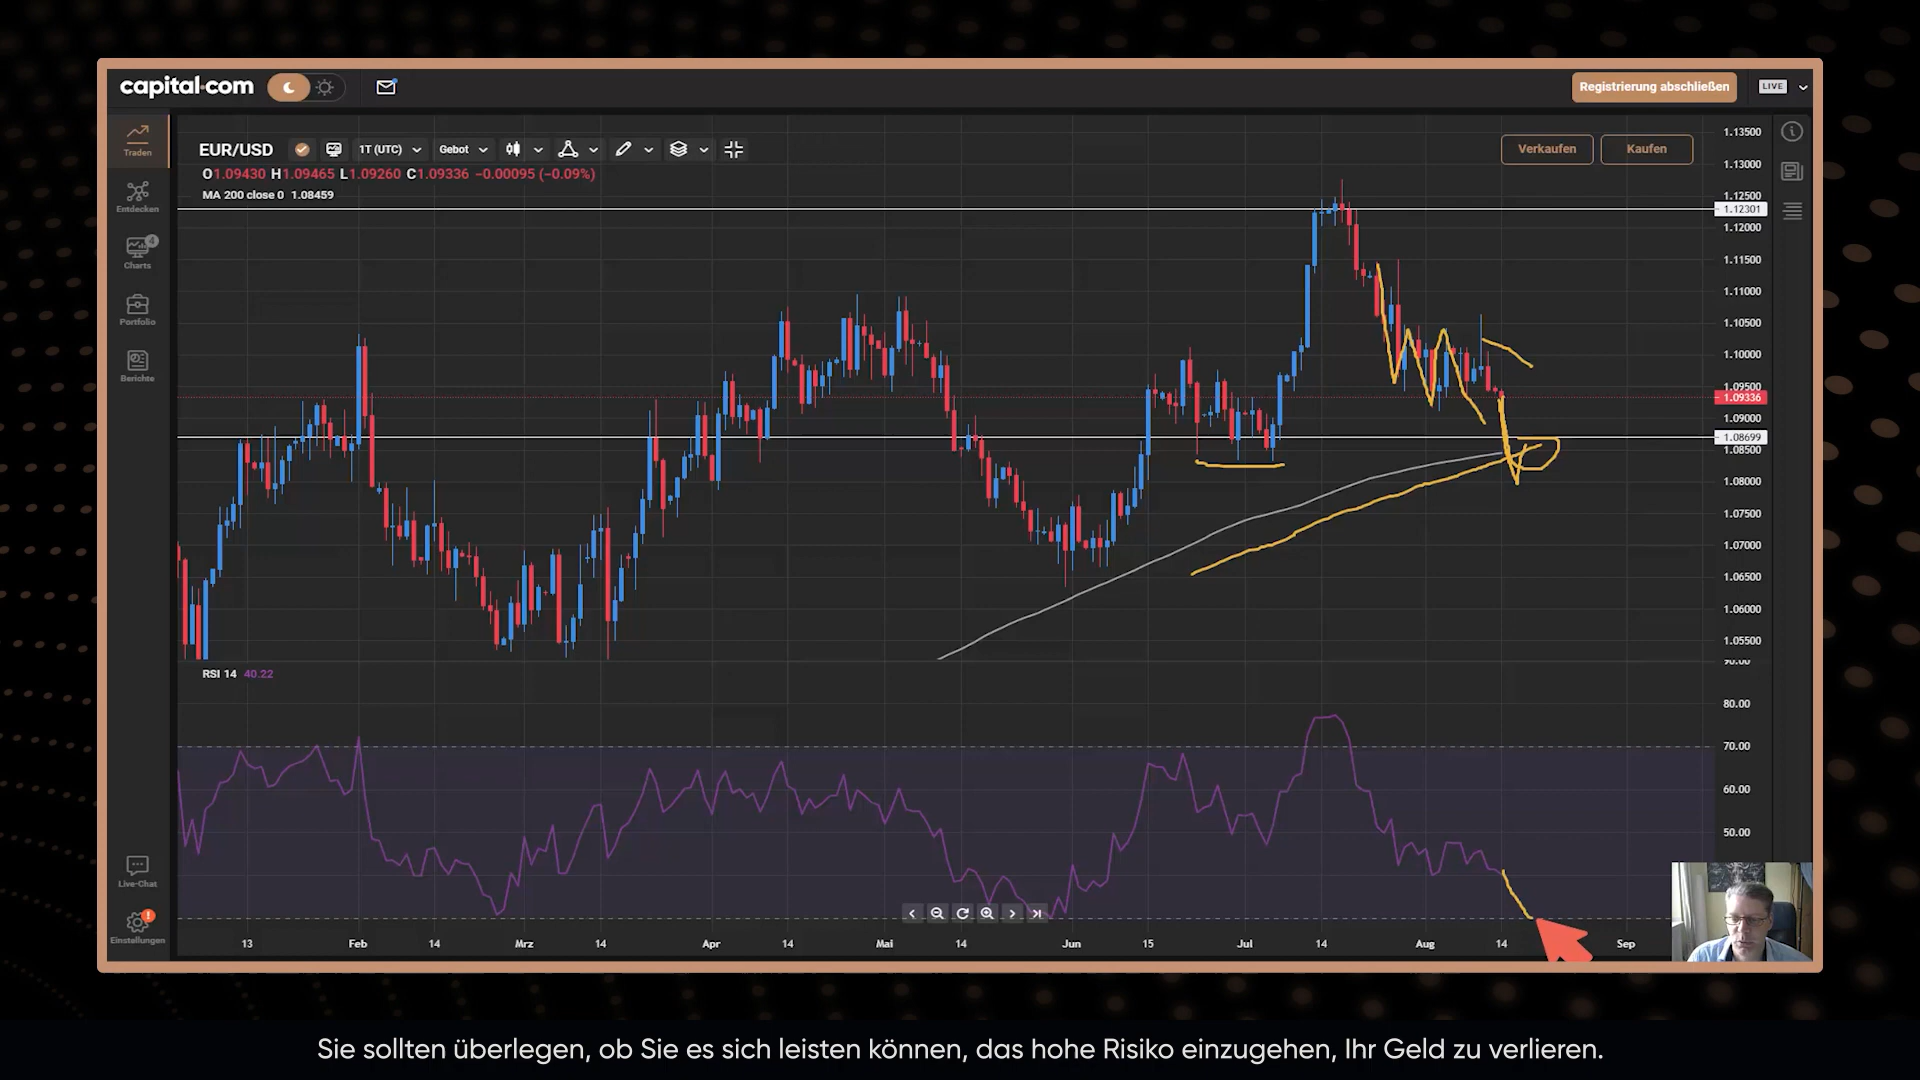 capital.com
Registrierung abschließen
LIVE
Traden
Entdecken
4
Charts
Portfolio
Berichte
Live-Chat
Einstellungen
EUR/USD 1T (UTC) Gebot
O1.09430 H1.09465 L1.09260 C1.09336 −0.00095 (−0.09%)
MA 200 close 0 1.08459
Verkaufen Kaufen
1.13500
1.13000
1.12500
1.12301
1.12000
1.11500
1.11000
1.10500
1.10000
1.09500
1.09336
1.09000
1.08699
1.08500
1.08000
1.07500
1.07000
1.06500
1.06000
1.05500
90.00
RSI 14 40.22
80.00
70.00
60.00
50.00
13 Feb 14 Mrz 14 Apr 14 Mai 14 Jun 15 Jul 14 Aug 14 Sep
Sie sollten überlegen, ob Sie es sich leisten können, das hohe Risiko einzugehen, Ihr Geld zu verlieren.